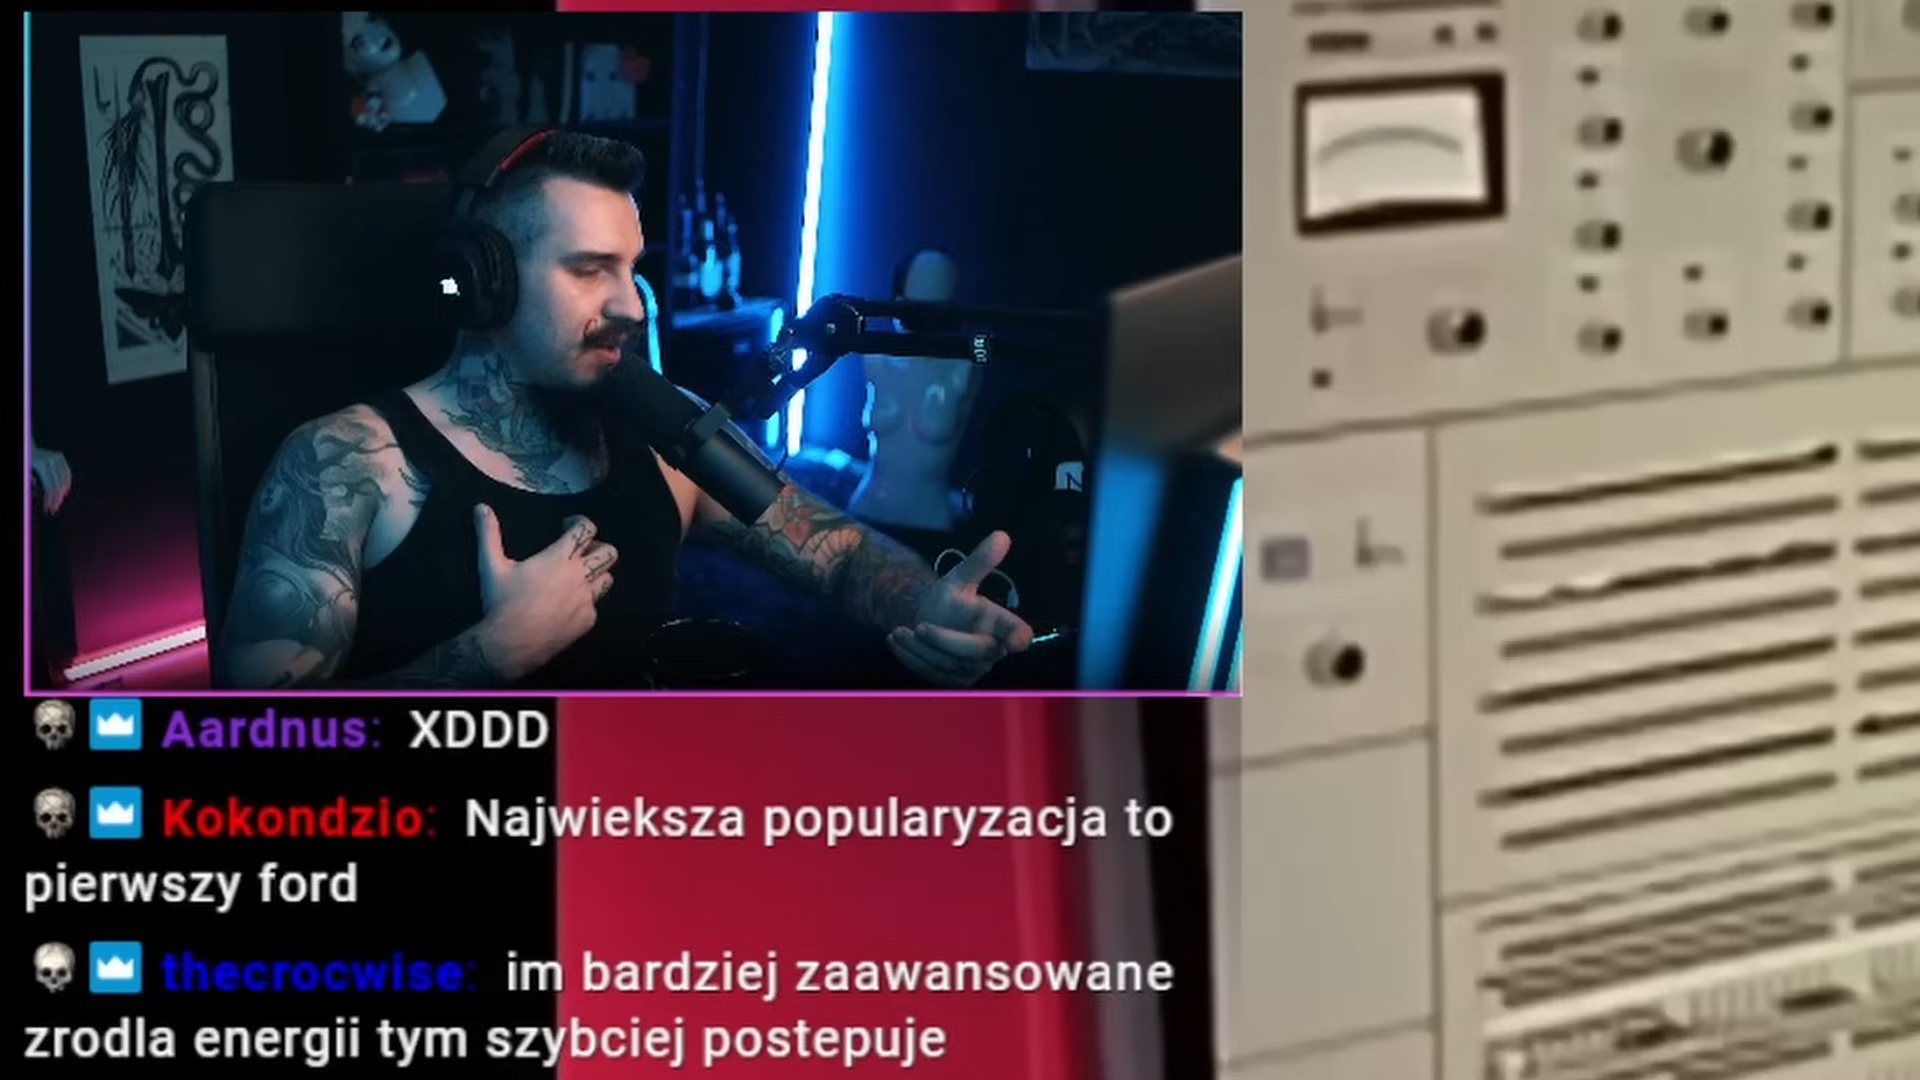 Aardnus: XDDD
Kokondzio: Najwieksza popularyzacja to
pierwszy ford
thecrocwise: im bardziej zaawansowane
zrodla energii tym szybciej postepuje